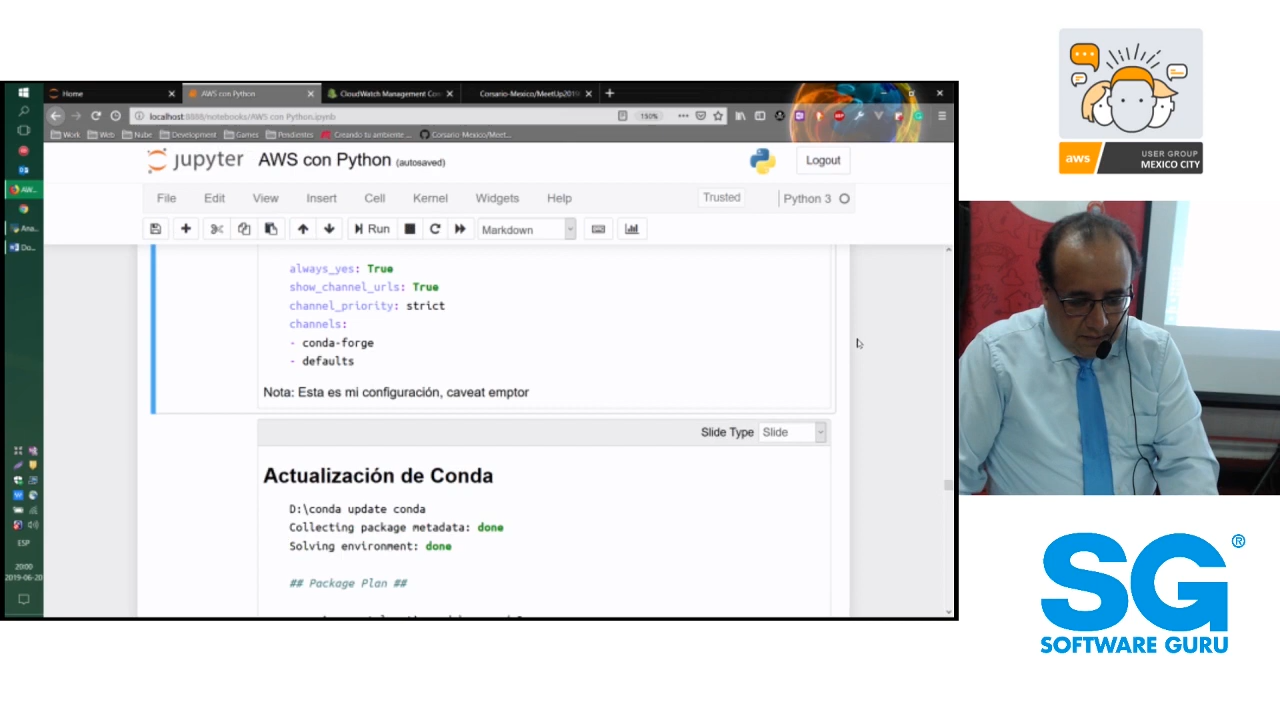 Home
AWS con Python
CloudWatch Management Con
Corsario-Mexico/MeetUp2019
localhost:8888/notebooks/AWS con Python.ipynb
150%
Work
Web
Nube
Development
Games
Pendientes
Creando tu ambiente ...
Corsario-Mexico/Meet...
jupyter
AWS con Python (autosaved)
Logout
File Edit View Insert Cell Kernel Widgets Help
Trusted
Python 3
Run
Markdown
always_yes: True
show_channel_urls: True
channel_priority: strict
channels:
- conda-forge
- defaults
Nota: Esta es mi configuración, caveat emptor
Slide Type Slide
Actualización de Conda
D:\conda update conda
Collecting package metadata: done
Solving environment: done
## Package Plan ##
AW...
Ana...
Do...
ESP
20:00
2019-06-20
aws
USER GROUP
MEXICO CITY
SG®
SOFTWARE GURU